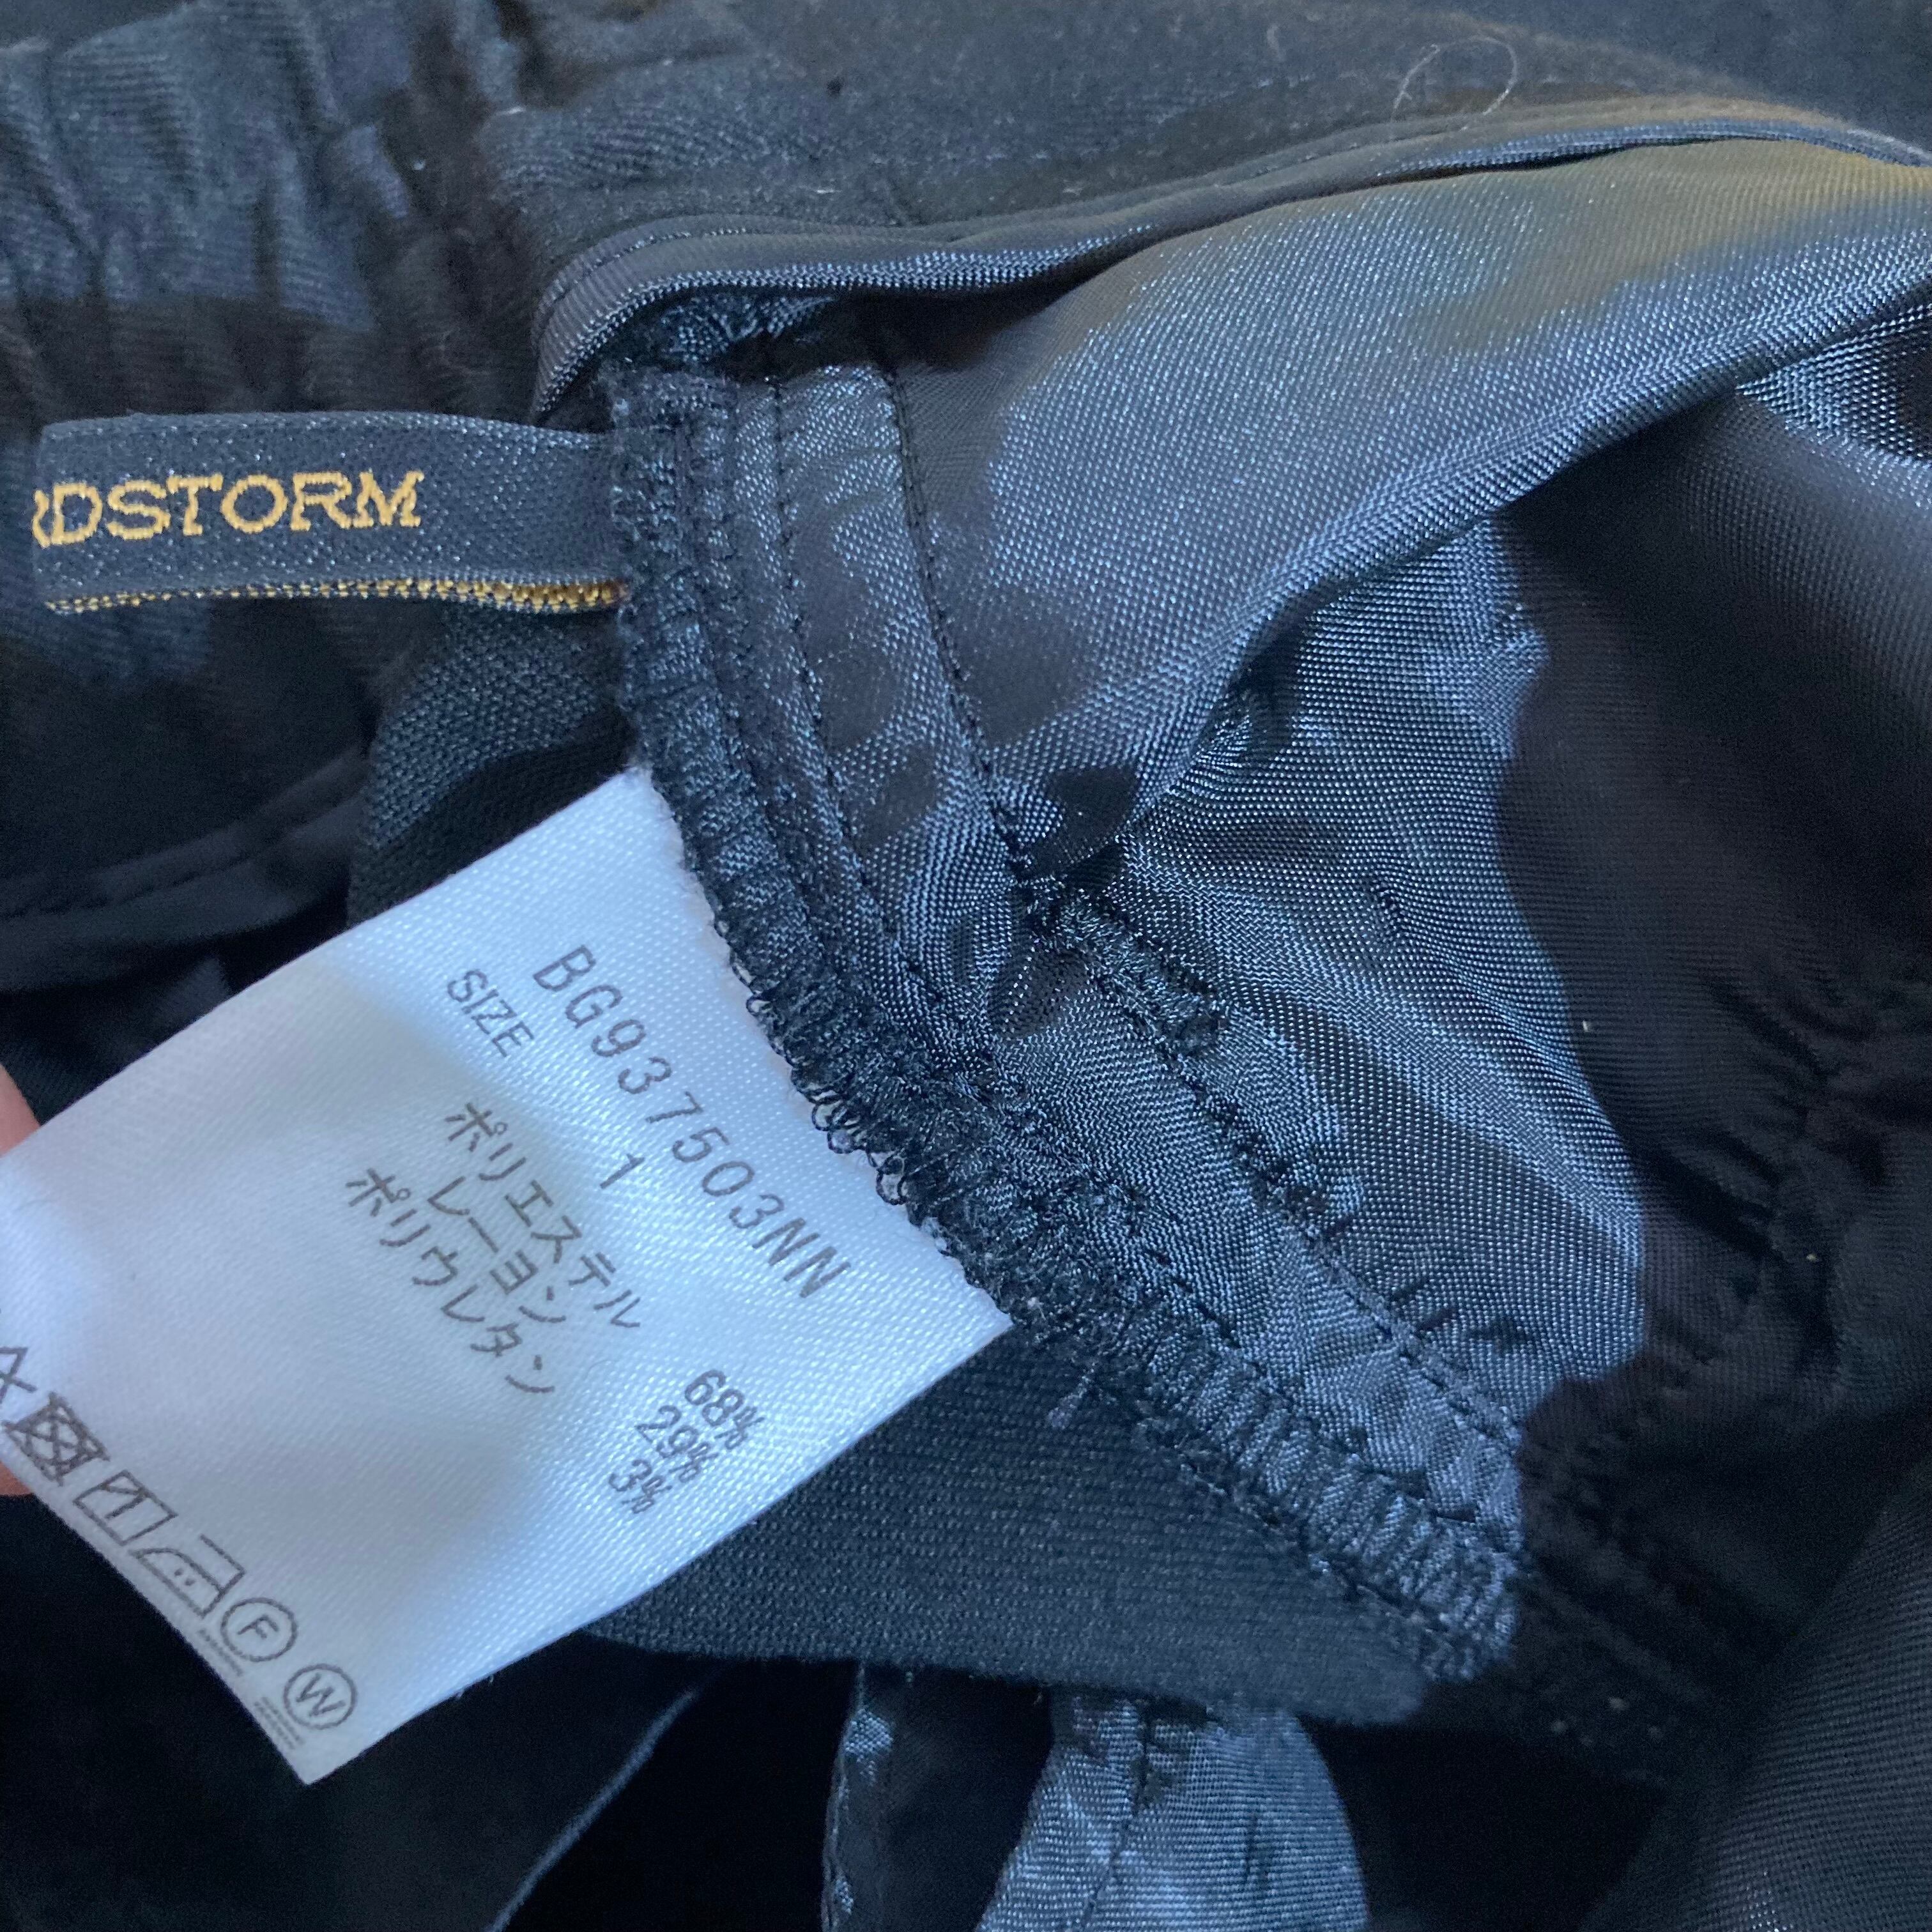 RDSTORM
BG937503NN
SIZE 1
ポリエステル 68%
レーヨン 29%
ポリウレタン 3%
F
W